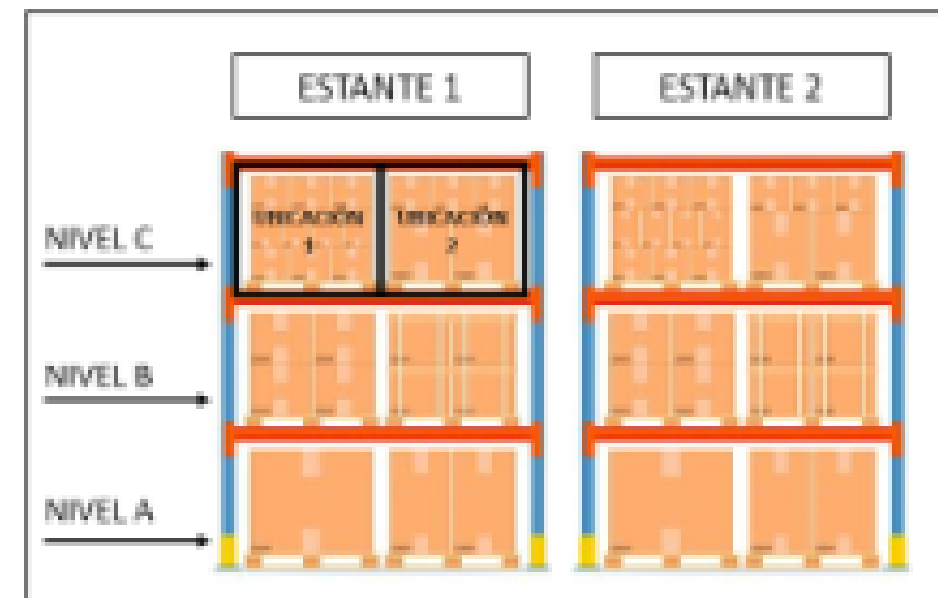 ESTANTE 1
ESTANTE 2
UBICACIÓN
1
UBICACIÓN
2
NIVEL C
NIVEL B
NIVEL A